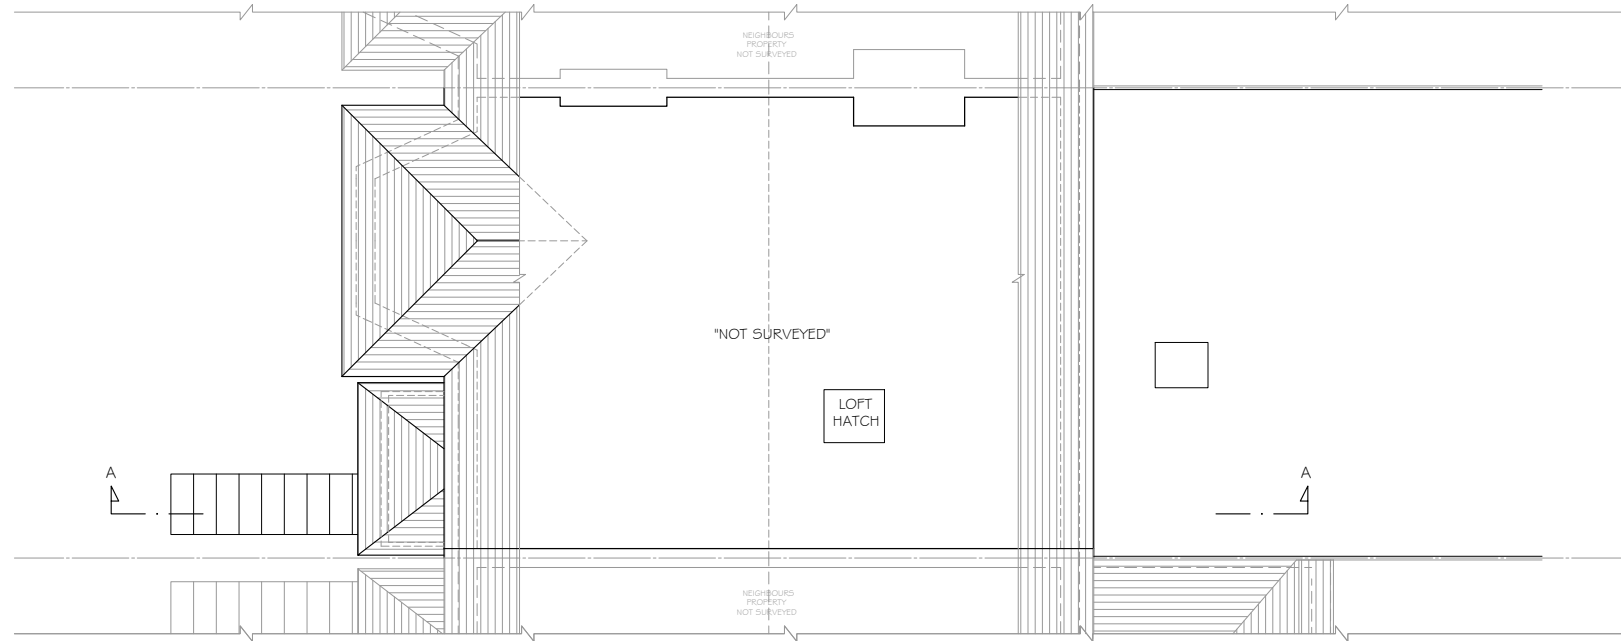 NEIGHBOURS
PROPERTY
NOT SURVEYED
"NOT SURVEYED"
LOFT
HATCH
A
A
NEIGHBOURS
PROPERTY
NOT SURVEYED